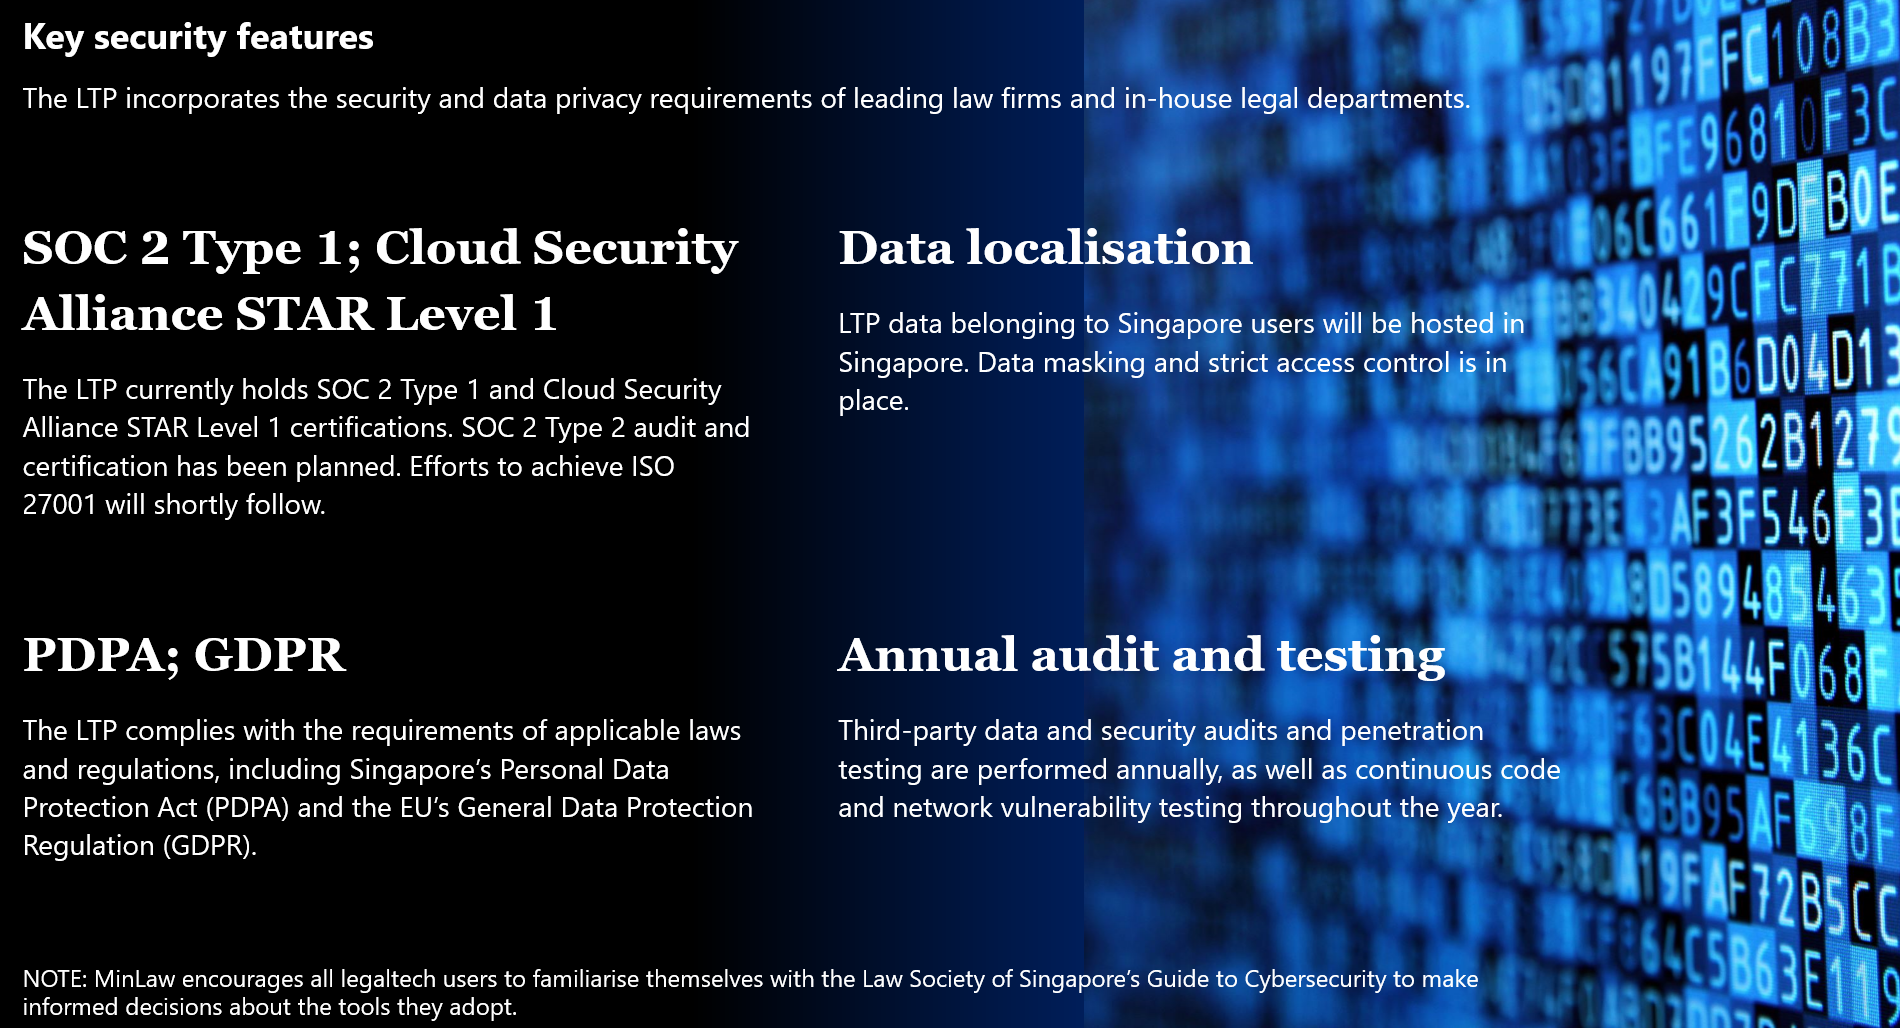 Key security features
The LTP incorporates the security and data privacy requirements of leading law firms and in-house legal departments.
SOC 2 Type 1; Cloud Security
Alliance STAR Level 1
The LTP currently holds SOC 2 Type 1 and Cloud Security
Alliance STAR Level 1 certifications. SOC 2 Type 2 audit and
certification has been planned. Efforts to achieve ISO
27001 will shortly follow.
Data localisation
LTP data belonging to Singapore users will be hosted in
Singapore. Data masking and strict access control is in
place.
PDPA; GDPR
The LTP complies with the requirements of applicable laws
and regulations, including Singapore’s Personal Data
Protection Act (PDPA) and the EU’s General Data Protection
Regulation (GDPR).
Annual audit and testing
Third-party data and security audits and penetration
testing are performed annually, as well as continuous code
and network vulnerability testing throughout the year.
NOTE: MinLaw encourages all legaltech users to familiarise themselves with the Law Society of Singapore’s Guide to Cybersecurity to make
informed decisions about the tools they adopt.